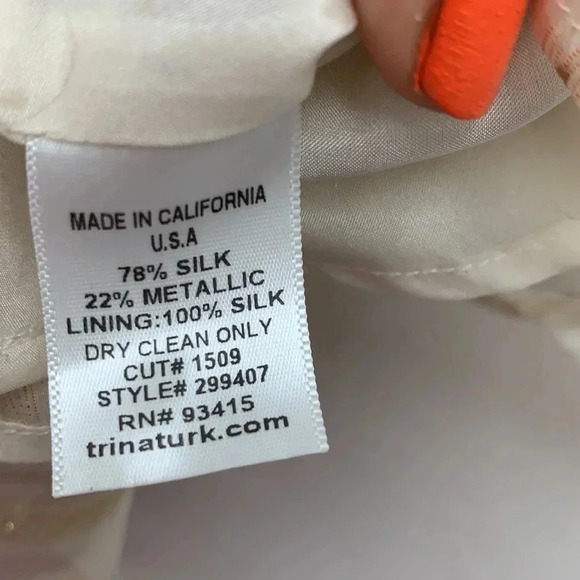 MADE IN CALIFORNIA
U.S.A
78% SILK
22% METALLIC
LINING:100% SILK
DRY CLEAN ONLY
CUT# 1509
STYLE# 299407
RN# 93415
trinaturk.com